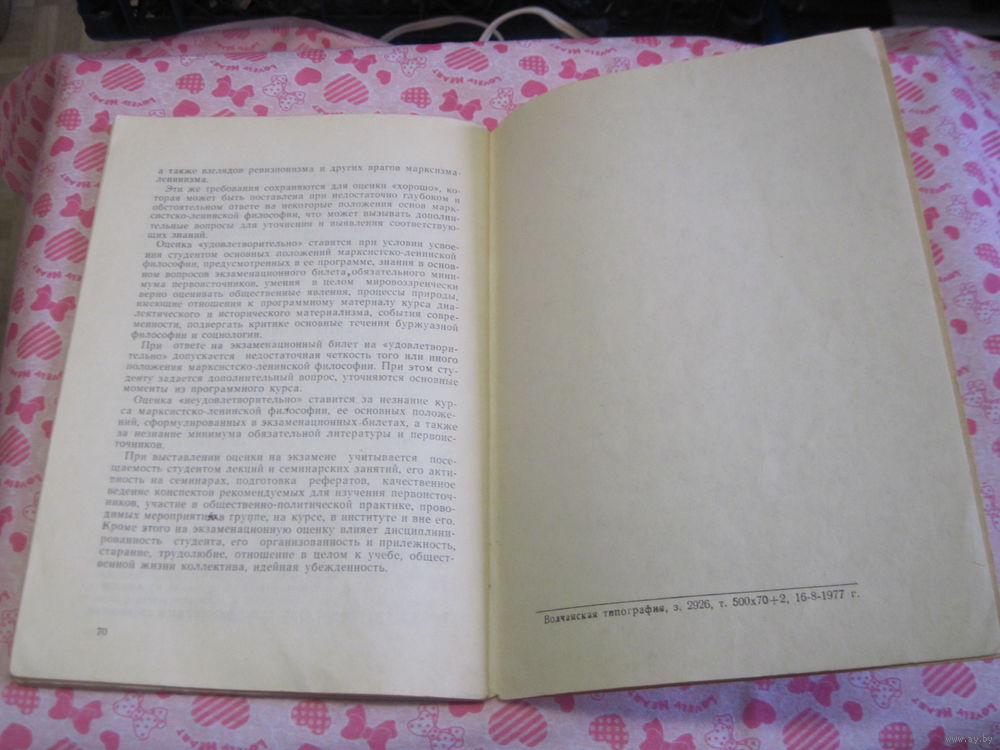 а также взглядов ревизионизма и других врагов марксизма-
ленинизма.
Эти же требования сохраняются для оценки «хорошо», ко-
торая может быть поставлена при недостаточно глубоком и
обстоятельном ответе на некоторые положения основ марк-
систско-ленинской философии, что может вызывать дополни-
тельные вопросы для уточнения и выявления соответствую-
щих знаний.
Оценка «удовлетворительно» ставится при условии усвое-
ния студентом основных положений марксистско-ленинской
философии, предусмотренных в ее программе, знания в основ-
ном вопросов экзаменационного билета, обязательного мини-
мума первоисточников, умения в целом мировоззренчески
верно оценивать общественные явления, процессы природы,
имеющие отношения к программному материалу курса диа-
лектического и исторического материализма, события совре-
менности, подвергать критике основные течения буржуазной
философии и социологии.
При ответе на экзаменационный билет на «удовлетвори-
тельно» допускается недостаточная четкость того или иного
положения марксистско-ленинской философии. При этом сту-
денту задается дополнительный вопрос, уточняются основные
моменты из программного курса.
Оценка «неудовлетворительно» ставится за незнание кур-
са марксистско-ленинской философии, ее основных положе-
ний, сформулированных в экзаменационных билетах, а также
за незнание минимума обязательной литературы и первоис-
точников.
При выставлении оценки на экзамене учитывается посе-
щаемость студентом лекций и семинарских занятий, его акти-
вность на семинарах, подготовка рефератов, качественное
ведение конспектов рекомендуемых для изучения первоисточ-
ников, участие в общественно-политической практике, прово-
димых мероприятий в группе, на курсе, в институте и вне его.
Кроме этого на экзаменационную оценку влияет дисциплини-
рованность студента, его организованность и прилежность,
старание, трудолюбие, отношение в целом к учебе, общест-
венной жизни коллектива, идейная убежденность.
70
Волчанская типография, з. 2926, т. 500х70+2, 16-8-1977 г.
LOVELY HEART
www.ay.by